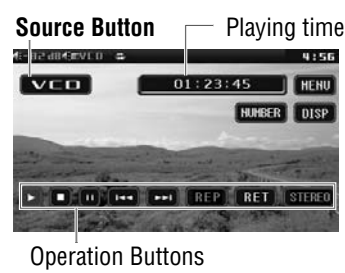 Source Button Playing time
4:56
VCD 01:23:45 MENU
NUMBER DISP
REP RET STEREO
Operation Buttons